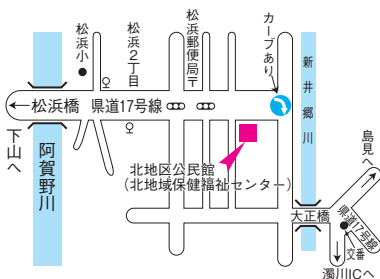 松浜小
松浜2丁目
松浜郵便局〒
カーブあり
新井郷川
←松浜橋 県道17号線
下山へ
阿賀野川
島見へ
北地区公民館
(北地域保健福祉センター)
大正橋
県道17号線
交番
濁川ICへ